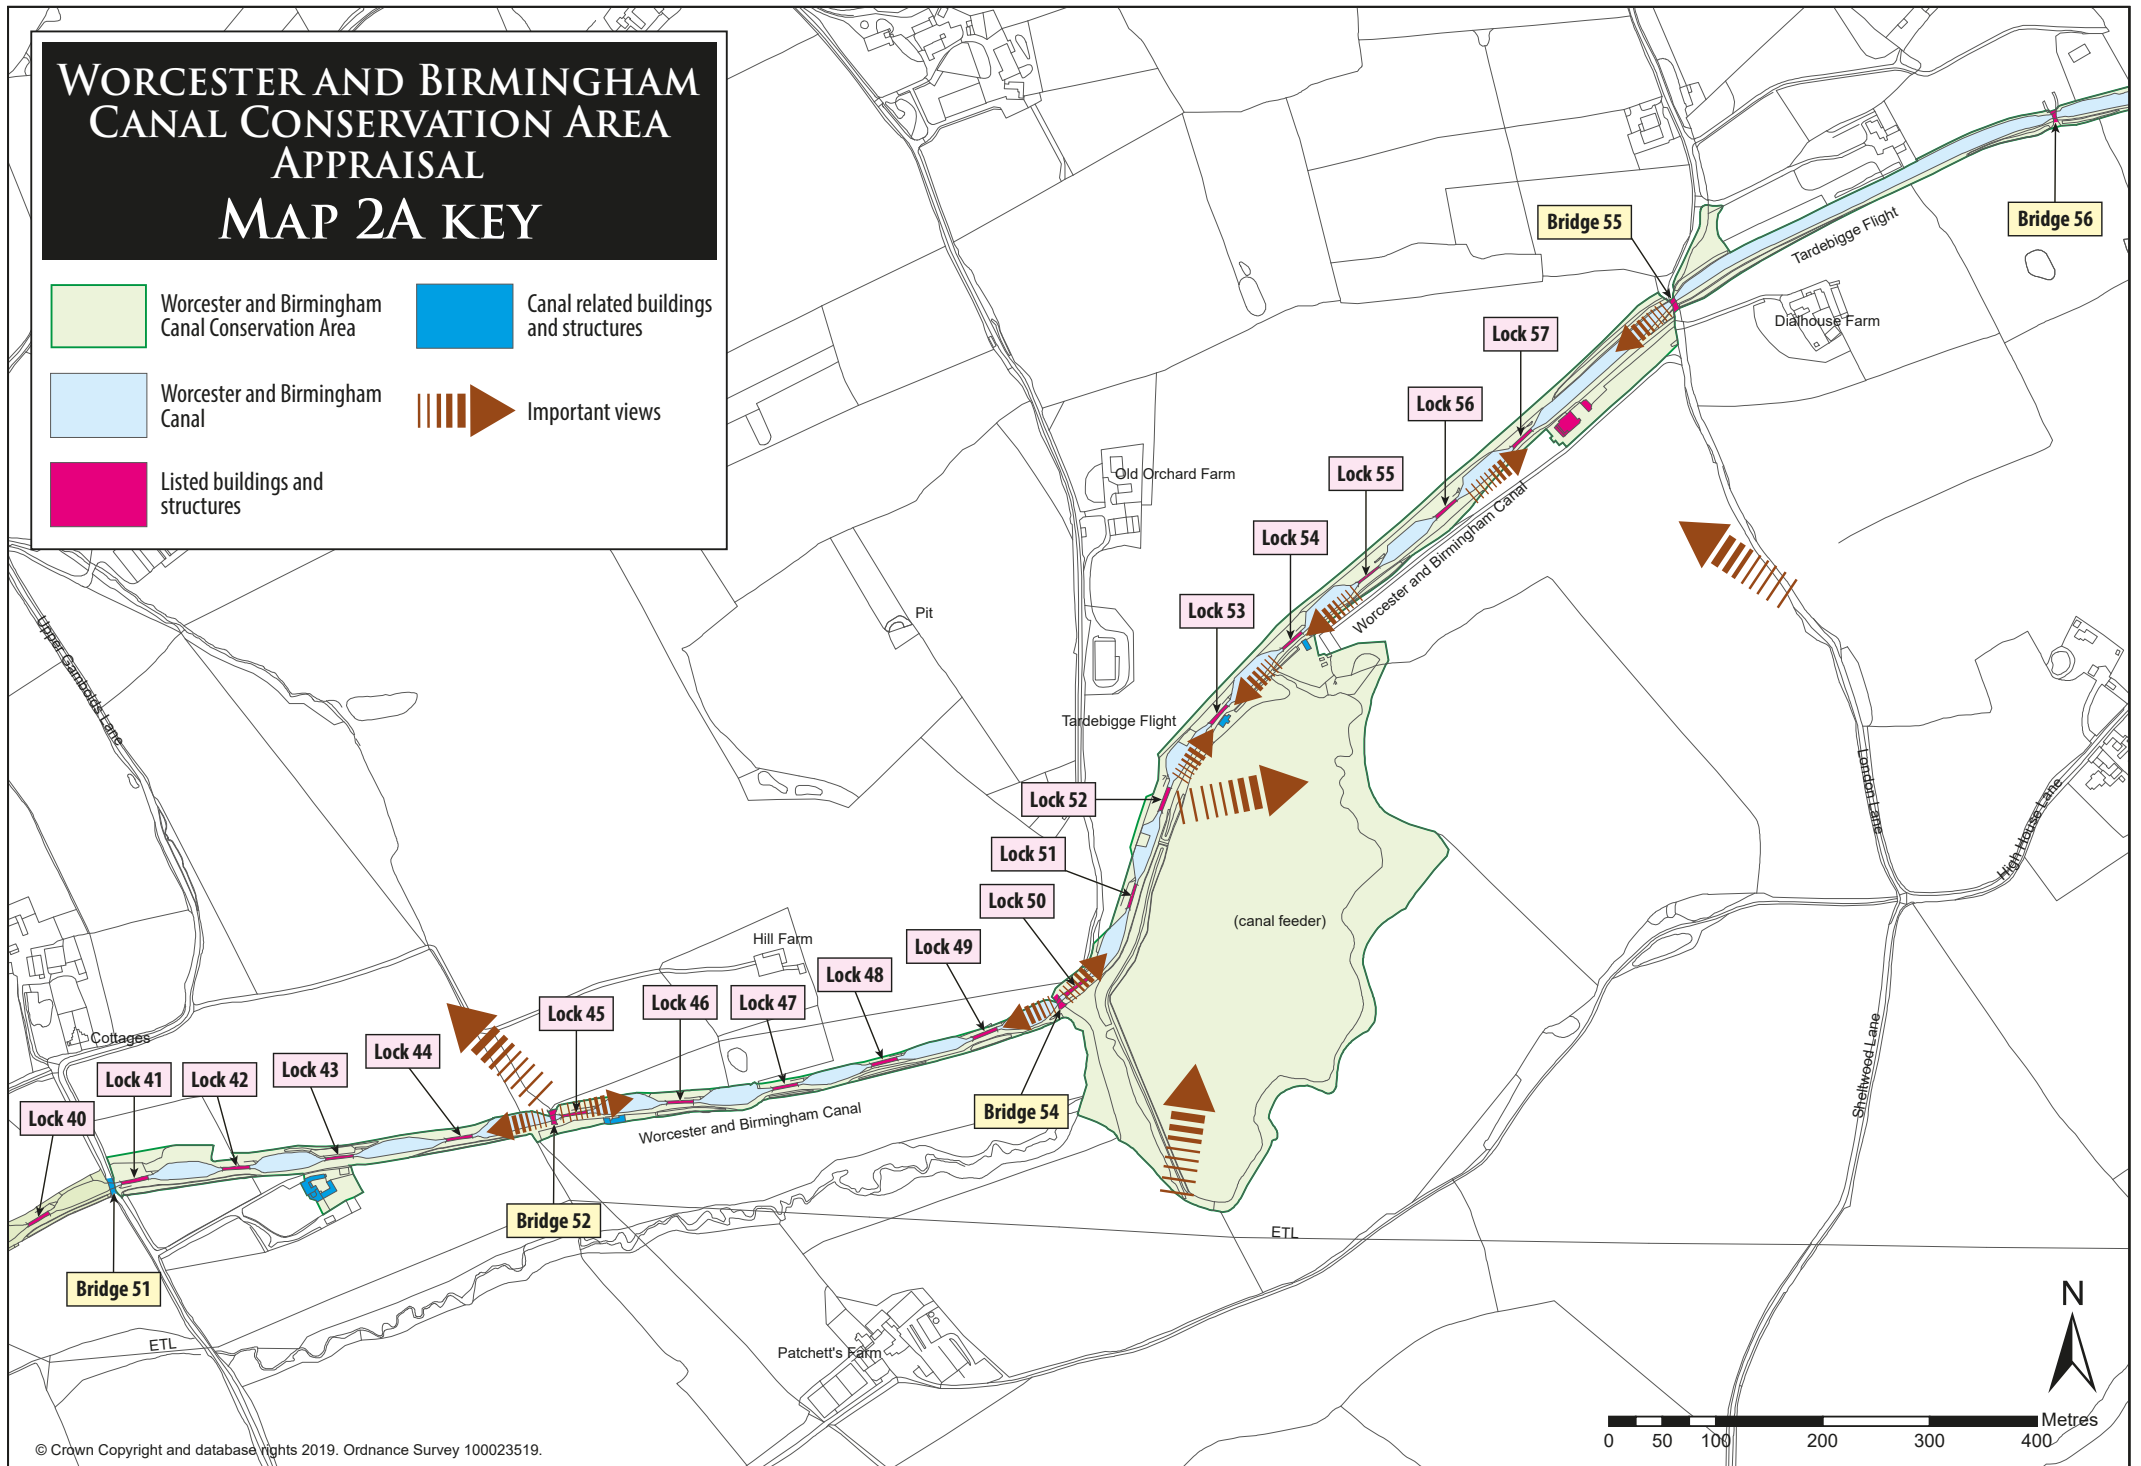 WORCESTER AND BIRMINGHAM
CANAL CONSERVATION AREA
APPRAISAL
MAP 2A KEY
Worcester and Birmingham
Canal Conservation Area
Canal related buildings
and structures
Worcester and Birmingham
Canal
Important views
Listed buildings and
structures
Bridge 56
Bridge 55
Tardebigge Flight
Dialhouse Farm
Lock 57
Lock 56
Lock 55
Old Orchard Farm
Worcester and Birmingham Canal
Lock 54
Lock 53
Pit
Upper Gambolds Lane
Tardebigge Flight
Lock 52
London Lane
High House Lane
Lock 51
Lock 50
(canal feeder)
Hill Farm
Lock 49
Lock 48
Lock 47
Lock 46
Lock 45
Cottages
Lock 44
Lock 43
Lock 42
Lock 41
Lock 40
Sheltwood Lane
Bridge 54
Worcester and Birmingham Canal
Bridge 52
ETL
Bridge 51
ETL
Patchett's Farm
N
Metres
0 50 100 200 300 400
© Crown Copyright and database rights 2019. Ordnance Survey 100023519.